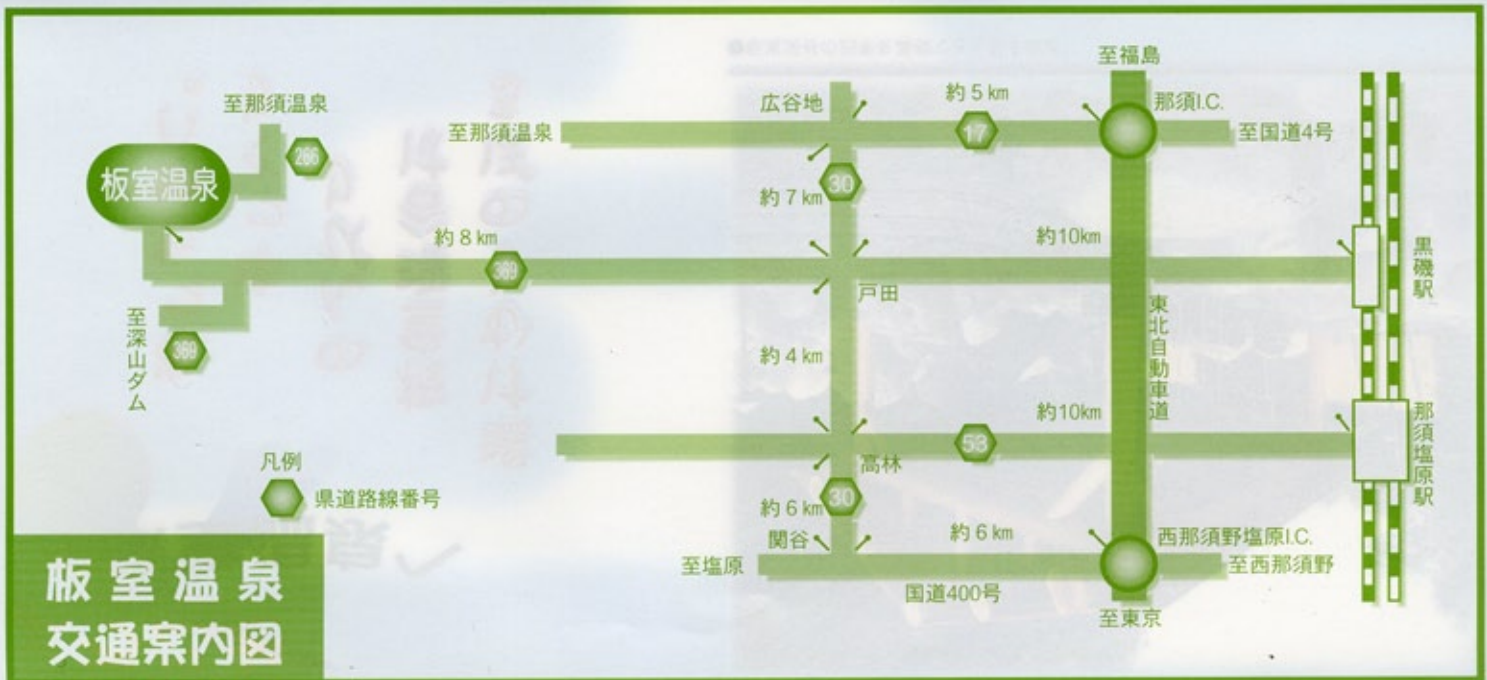 至福島
至那須温泉
266
板室温泉
至那須温泉
広谷地
約5km
17
那須I.C.
至国道4号
30
約7km
約8km
369
約10km
戸田
黒磯駅
東北自動車道
至深山ダム
369
約4km
約10km
53
高林
那須塩原駅
凡例
県道路線番号
約6km
30
関谷
約6km
西那須野塩原I.C.
至塩原
国道400号
至西那須野
至東京
板室温泉
交通案内図